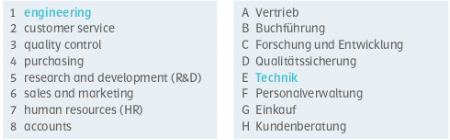 1 engineering
2 customer service
3 quality control
4 purchasing
5 research and development (R&D)
6 sales and marketing
7 human resources (HR)
8 accounts
A Vertrieb
B Buchführung
C Forschung und Entwicklung
D Qualitätssicherung
E Technik
F Personalverwaltung
G Einkauf
H Kundenberatung